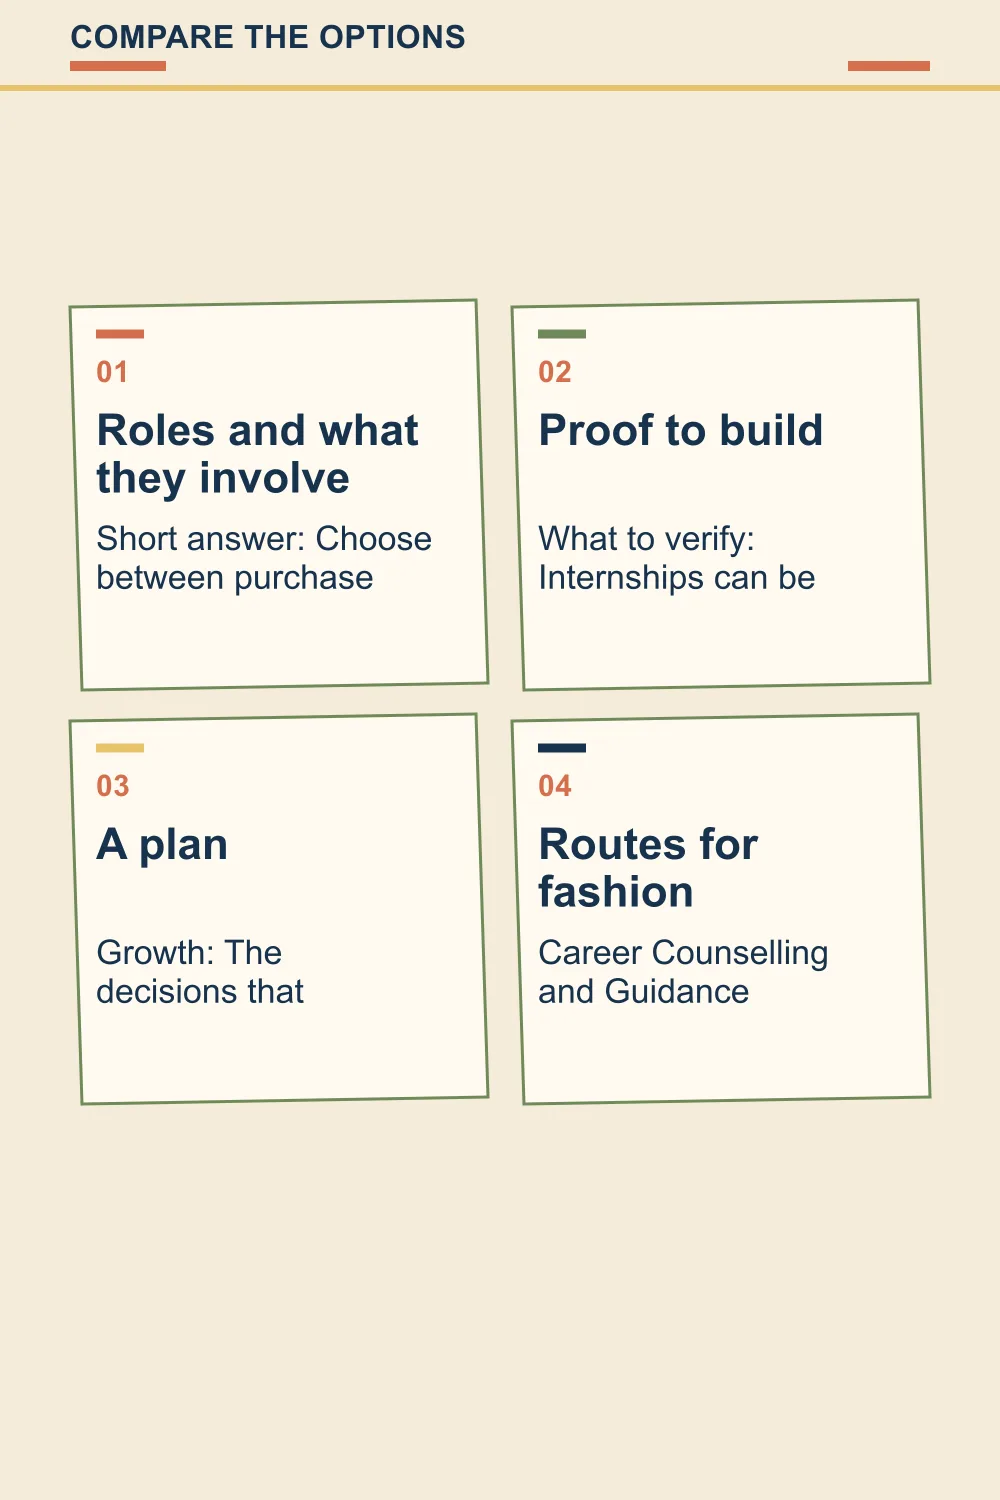 COMPARE THE OPTIONS
01
Roles and what
they involve
Short answer: Choose
between purchase
02
Proof to build
What to verify:
Internships can be
03
A plan
Growth: The
decisions that
04
Routes for
fashion
Career Counselling
and Guidance